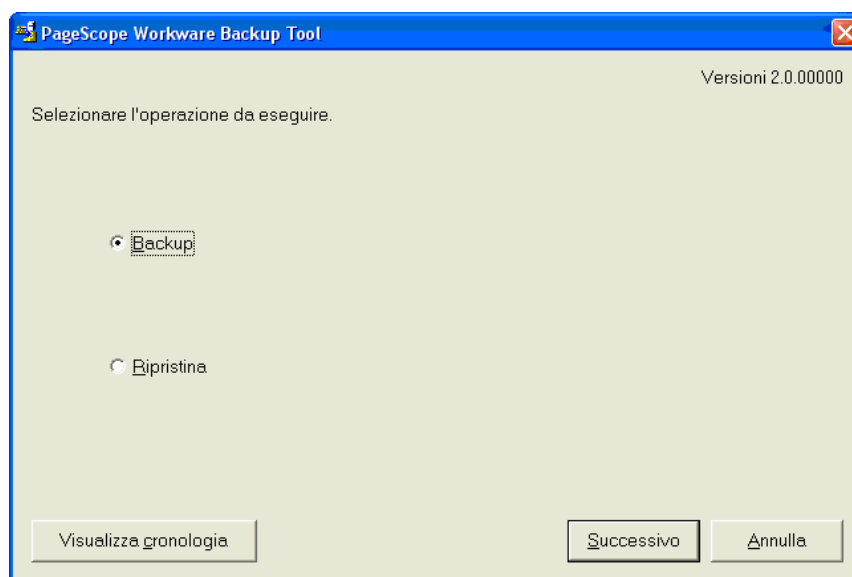 PageScope Workware Backup Tool
Versioni 2.0.00000
Selezionare l'operazione da eseguire.
Backup
Ripristina
Visualizza cronologia
Successivo
Annulla